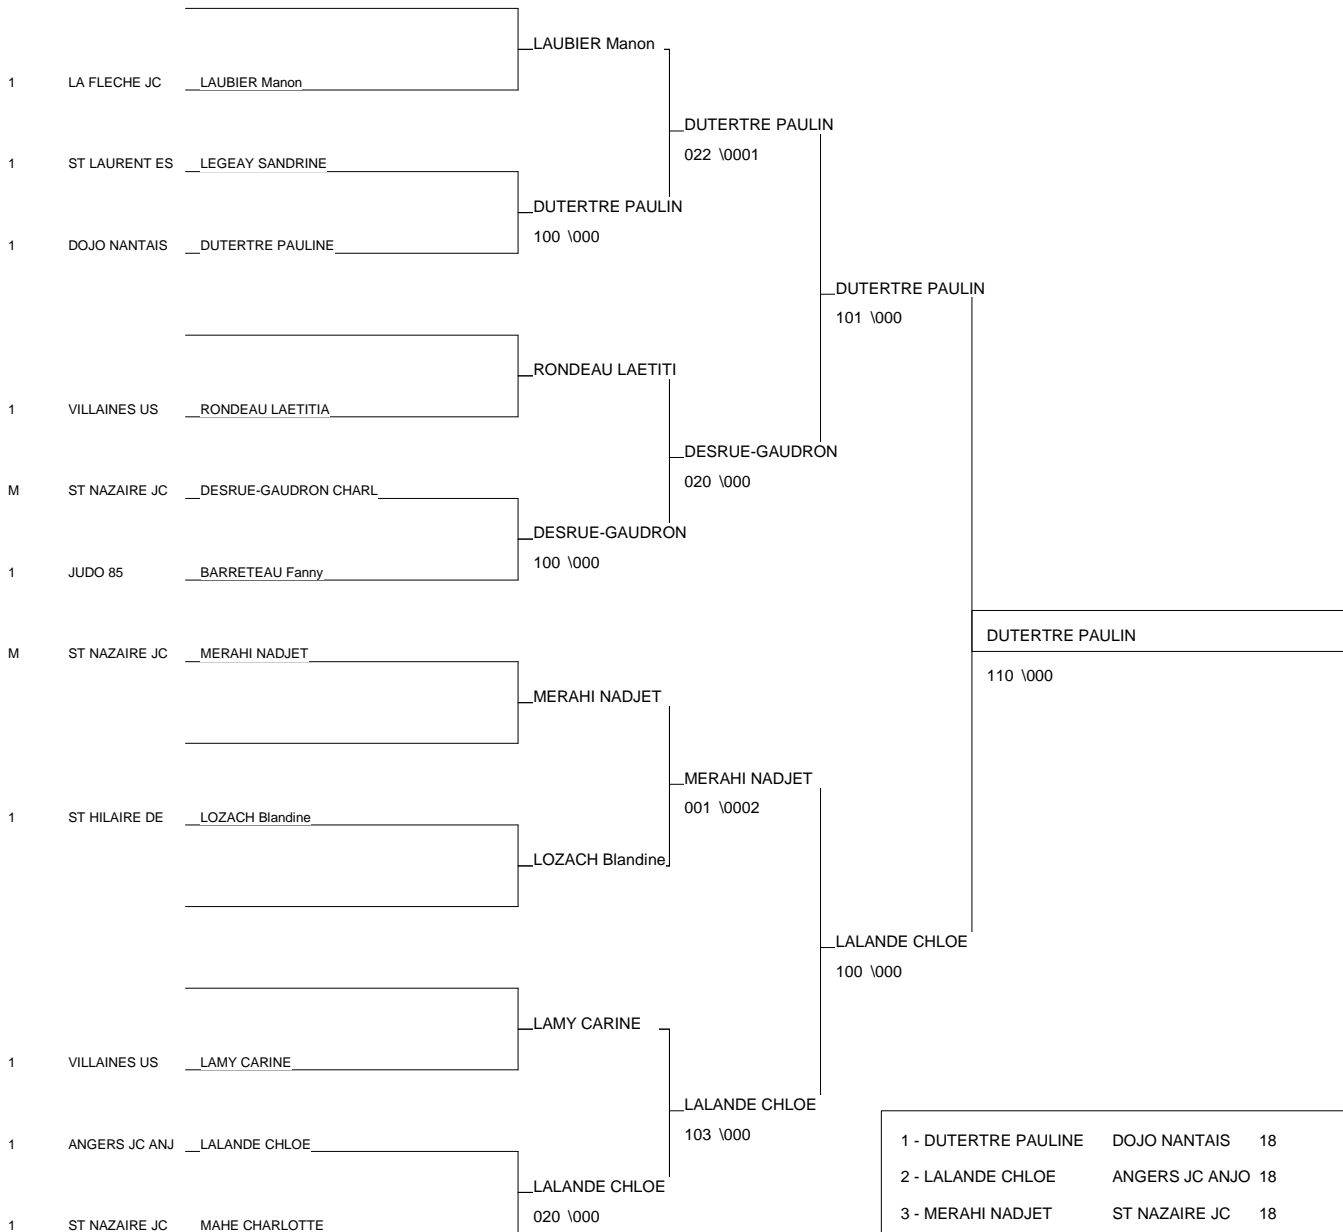 LAUBIER Manon
1 LA FLECHE JC LAUBIER Manon
DUTERTRE PAULIN
022 \0001
1 ST LAURENT ES LEGEAY SANDRINE
DUTERTRE PAULIN
100 \000
1 DOJO NANTAIS DUTERTRE PAULINE
DUTERTRE PAULIN
101 \000
RONDEAU LAETITI
1 VILLAINES US RONDEAU LAETITIA
DESRUE-GAUDRON
020 \000
M ST NAZAIRE JC DESRUE-GAUDRON CHARL
DESRUE-GAUDRON
100 \000
1 JUDO 85 BARRETEAU Fanny
DUTERTRE PAULIN
110 \000
M ST NAZAIRE JC MERAHI NADJET
MERAHI NADJET
MERAHI NADJET
001 \0002
1 ST HILAIRE DE LOZACH Blandine
LOZACH Blandine
LALANDE CHLOE
100 \000
LAMY CARINE
1 VILLAINES US LAMY CARINE
LALANDE CHLOE
103 \000
1 ANGERS JC ANJ LALANDE CHLOE
LALANDE CHLOE
020 \000
1 ST NAZAIRE JC MAHE CHARLOTTE
1 - DUTERTRE PAULINE DOJO NANTAIS 18
2 - LALANDE CHLOE ANGERS JC ANJO 18
3 - MERAHI NADJET ST NAZAIRE JC 18